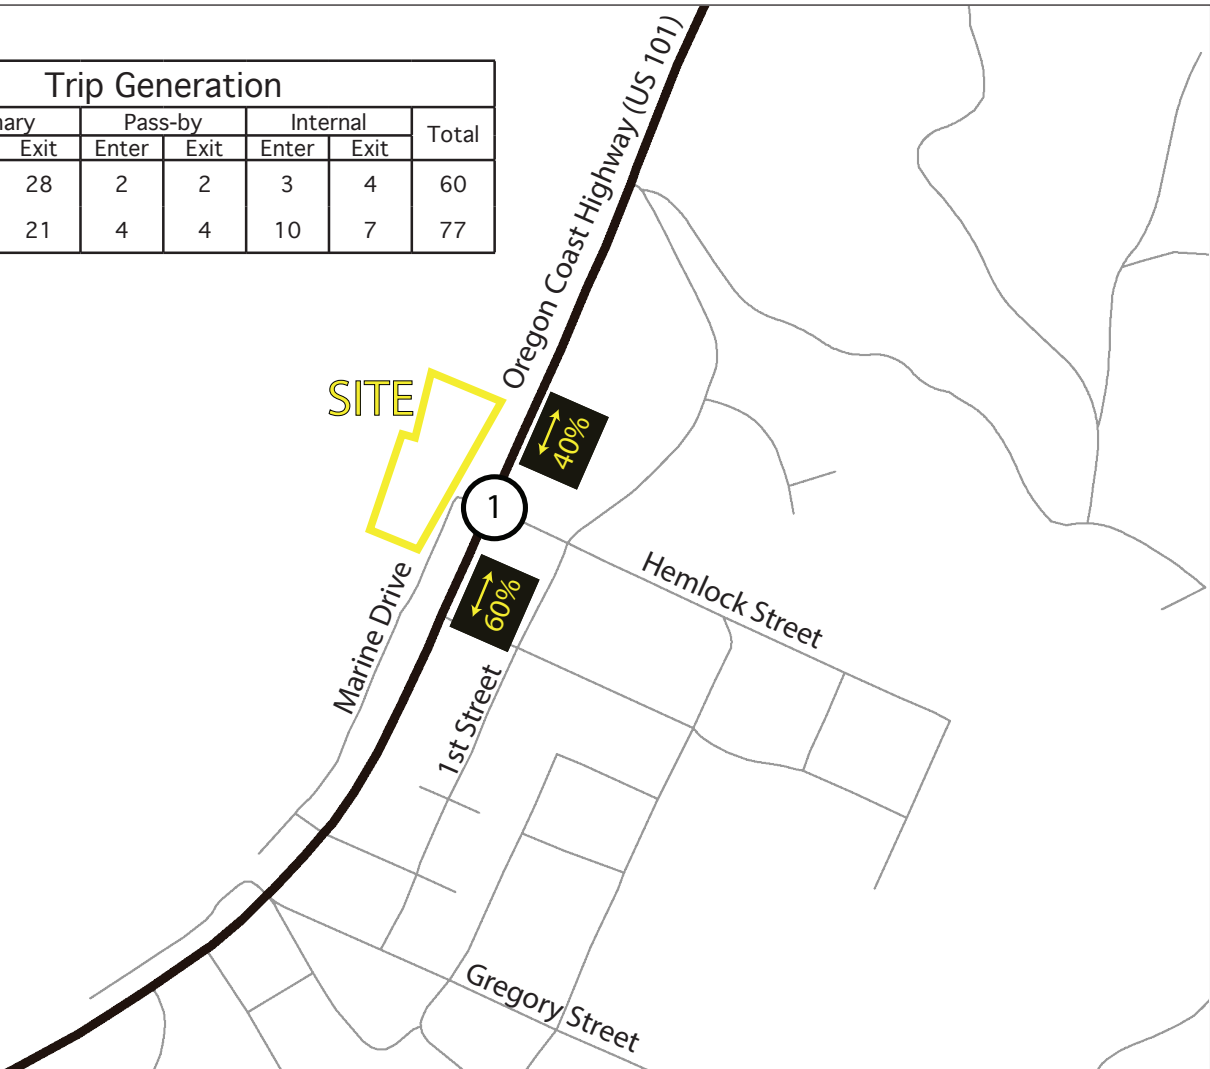 Trip Generation
ary Pass-by Internal Total
Exit Enter Exit Enter Exit
28 2 2 3 4 60
21 4 4 10 7 77
Oregon Coast Highway (US 101)
SITE
40%
1
60%
Hemlock Street
Marine Drive
1st Street
Gregory Street